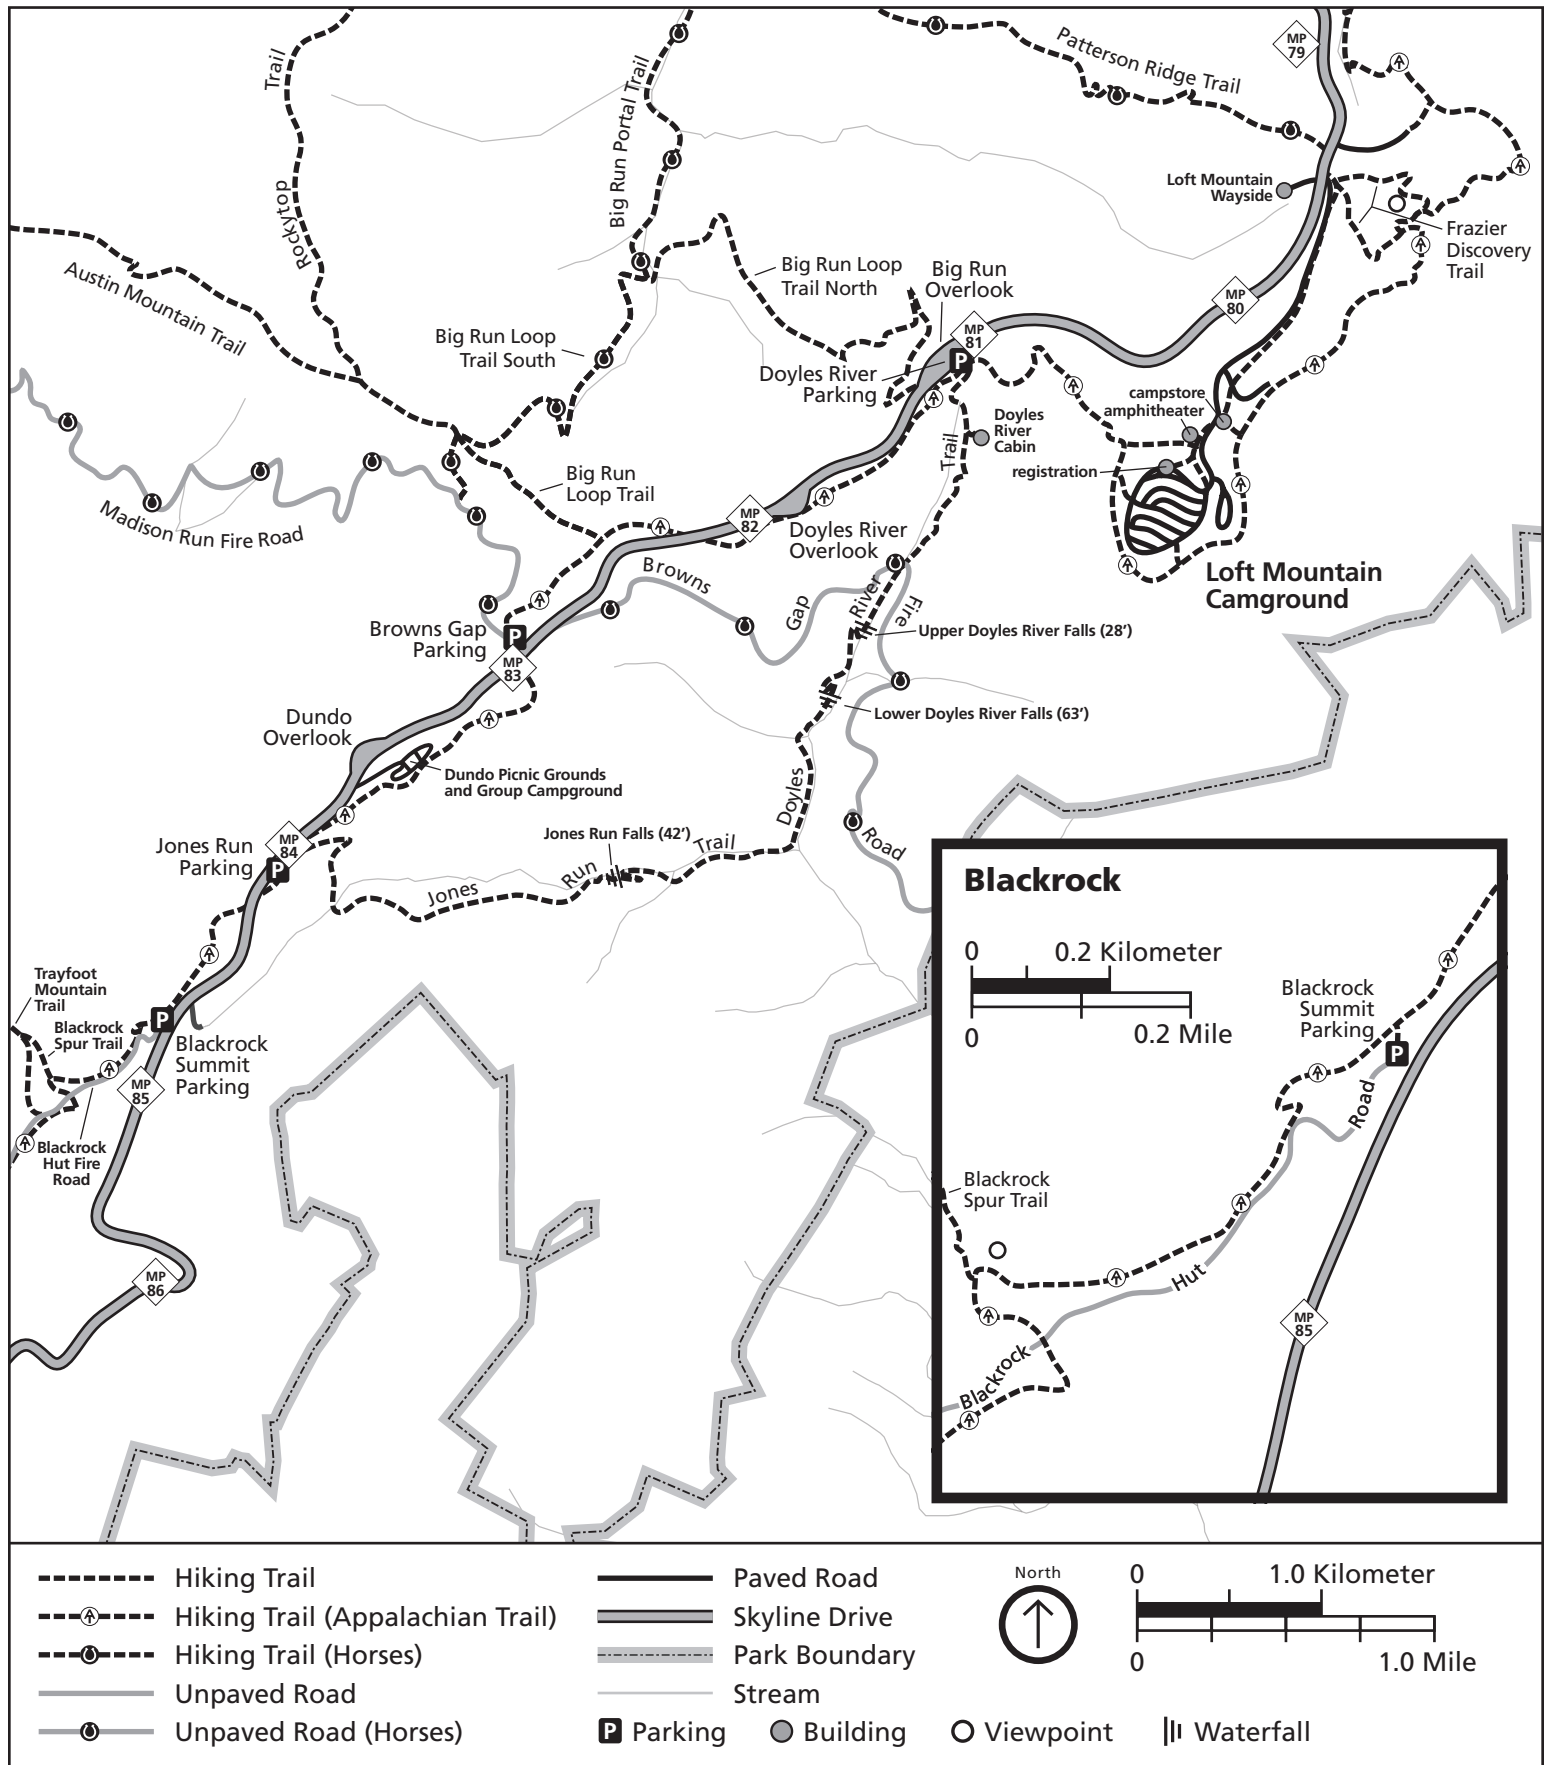 MP
79
Patterson Ridge Trail
Trail
Rockytop
Big Run Portal Trail
Loft Mountain
Wayside
Frazier
Discovery
Trail
Austin Mountain Trail
Big Run Loop
Trail North
Big Run
Overlook
MP
80
MP
81
Big Run Loop
Trail South
P
Doyles River
Parking
campstore
amphitheater
Doyles
River
Cabin
Trail
registration
Big Run
Loop Trail
MP
82
Madison Run Fire Road
Doyles River
Overlook
Loft Mountain
Camground
Browns
Gap
River
Fire
Browns Gap
Parking
P
MP
83
Upper Doyles River Falls (28’)
Lower Doyles River Falls (63’)
Dundo
Overlook
Dundo Picnic Grounds
and Group Campground
Doyles
Jones Run
Parking
MP
84
P
Jones Run Falls (42’)
Trail
Run
Jones
Road
Trayfoot
Mountain
Trail
Blackrock
Spur Trail
P
Blackrock
Summit
Parking
MP
85
Blackrock
Hut Fire
Road
MP
86
Blackrock
0
0.2 Kilometer
0
0.2 Mile
Blackrock
Summit
Parking
P
Road
Blackrock
Spur Trail
Hut
MP
85
Blackrock
Hiking Trail
Hiking Trail (Appalachian Trail)
Hiking Trail (Horses)
Unpaved Road
Unpaved Road (Horses)
Paved Road
Skyline Drive
Park Boundary
Stream
P Parking
Building
Viewpoint
Waterfall
North
0
1.0 Kilometer
0
1.0 Mile